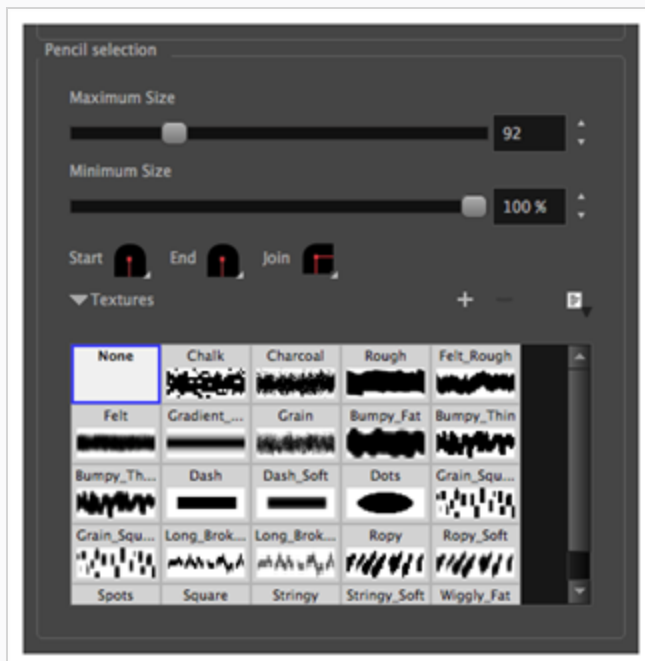 Pencil selection
Maximum Size
92
Minimum Size
100 %
Start End Join
Textures
None Chalk Charcoal Rough Felt_Rough
Felt Gradient_... Grain Bumpy_Fat Bumpy_Thin
Bumpy_Th... Dash Dash_Soft Dots Grain_Squ...
Grain_Squ... Long_Brok... Long_Brok... Ropy Ropy_Soft
Spots Square Stringy Stringy_Soft Wiggly_Fat